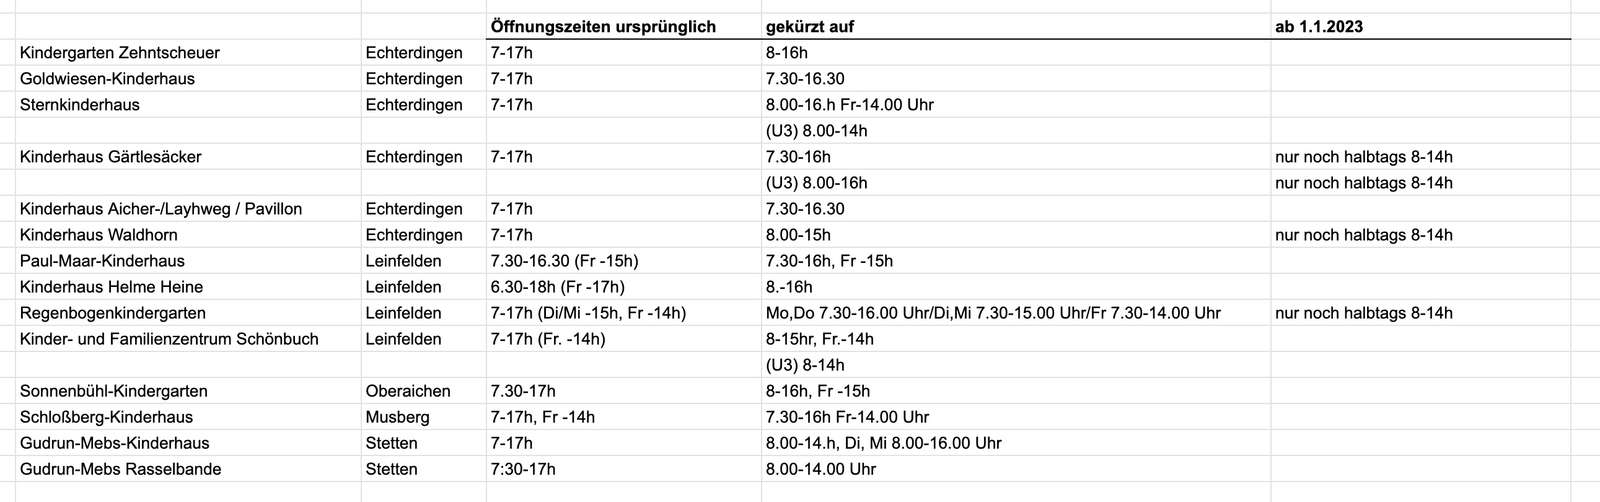 Öffnungszeiten ursprünglich gekürzt auf ab 1.1.2023
Kindergarten Zehntscheuer Echterdingen 7-17h 8-16h
Goldwiesen-Kinderhaus Echterdingen 7-17h 7.30-16.30
Sternkinderhaus Echterdingen 7-17h 8.00-16.h Fr-14.00 Uhr
(U3) 8.00-14h
Kinderhaus Gärtlesäcker Echterdingen 7-17h 7.30-16h nur noch halbtags 8-14h
(U3) 8.00-16h nur noch halbtags 8-14h
Kinderhaus Aicher-/Layhweg / Pavillon Echterdingen 7-17h 7.30-16.30
Kinderhaus Waldhorn Echterdingen 7-17h 8.00-15h nur noch halbtags 8-14h
Paul-Maar-Kinderhaus Leinfelden 7.30-16.30 (Fr -15h) 7.30-16h, Fr -15h
Kinderhaus Helme Heine Leinfelden 6.30-18h (Fr -17h) 8.-16h
Regenbogenkindergarten Leinfelden 7-17h (Di/Mi -15h, Fr -14h) Mo,Do 7.30-16.00 Uhr/Di,Mi 7.30-15.00 Uhr/Fr 7.30-14.00 Uhr nur noch halbtags 8-14h
Kinder- und Familienzentrum Schönbuch Leinfelden 7-17h (Fr. -14h) 8-15hr, Fr.-14h
(U3) 8-14h
Sonnenbühl-Kindergarten Oberaichen 7.30-17h 8-16h, Fr -15h
Schloßberg-Kinderhaus Musberg 7-17h, Fr -14h 7.30-16h Fr-14.00 Uhr
Gudrun-Mebs-Kinderhaus Stetten 7-17h 8.00-14.h, Di, Mi 8.00-16.00 Uhr
Gudrun-Mebs Rasselbande Stetten 7:30-17h 8.00-14.00 Uhr